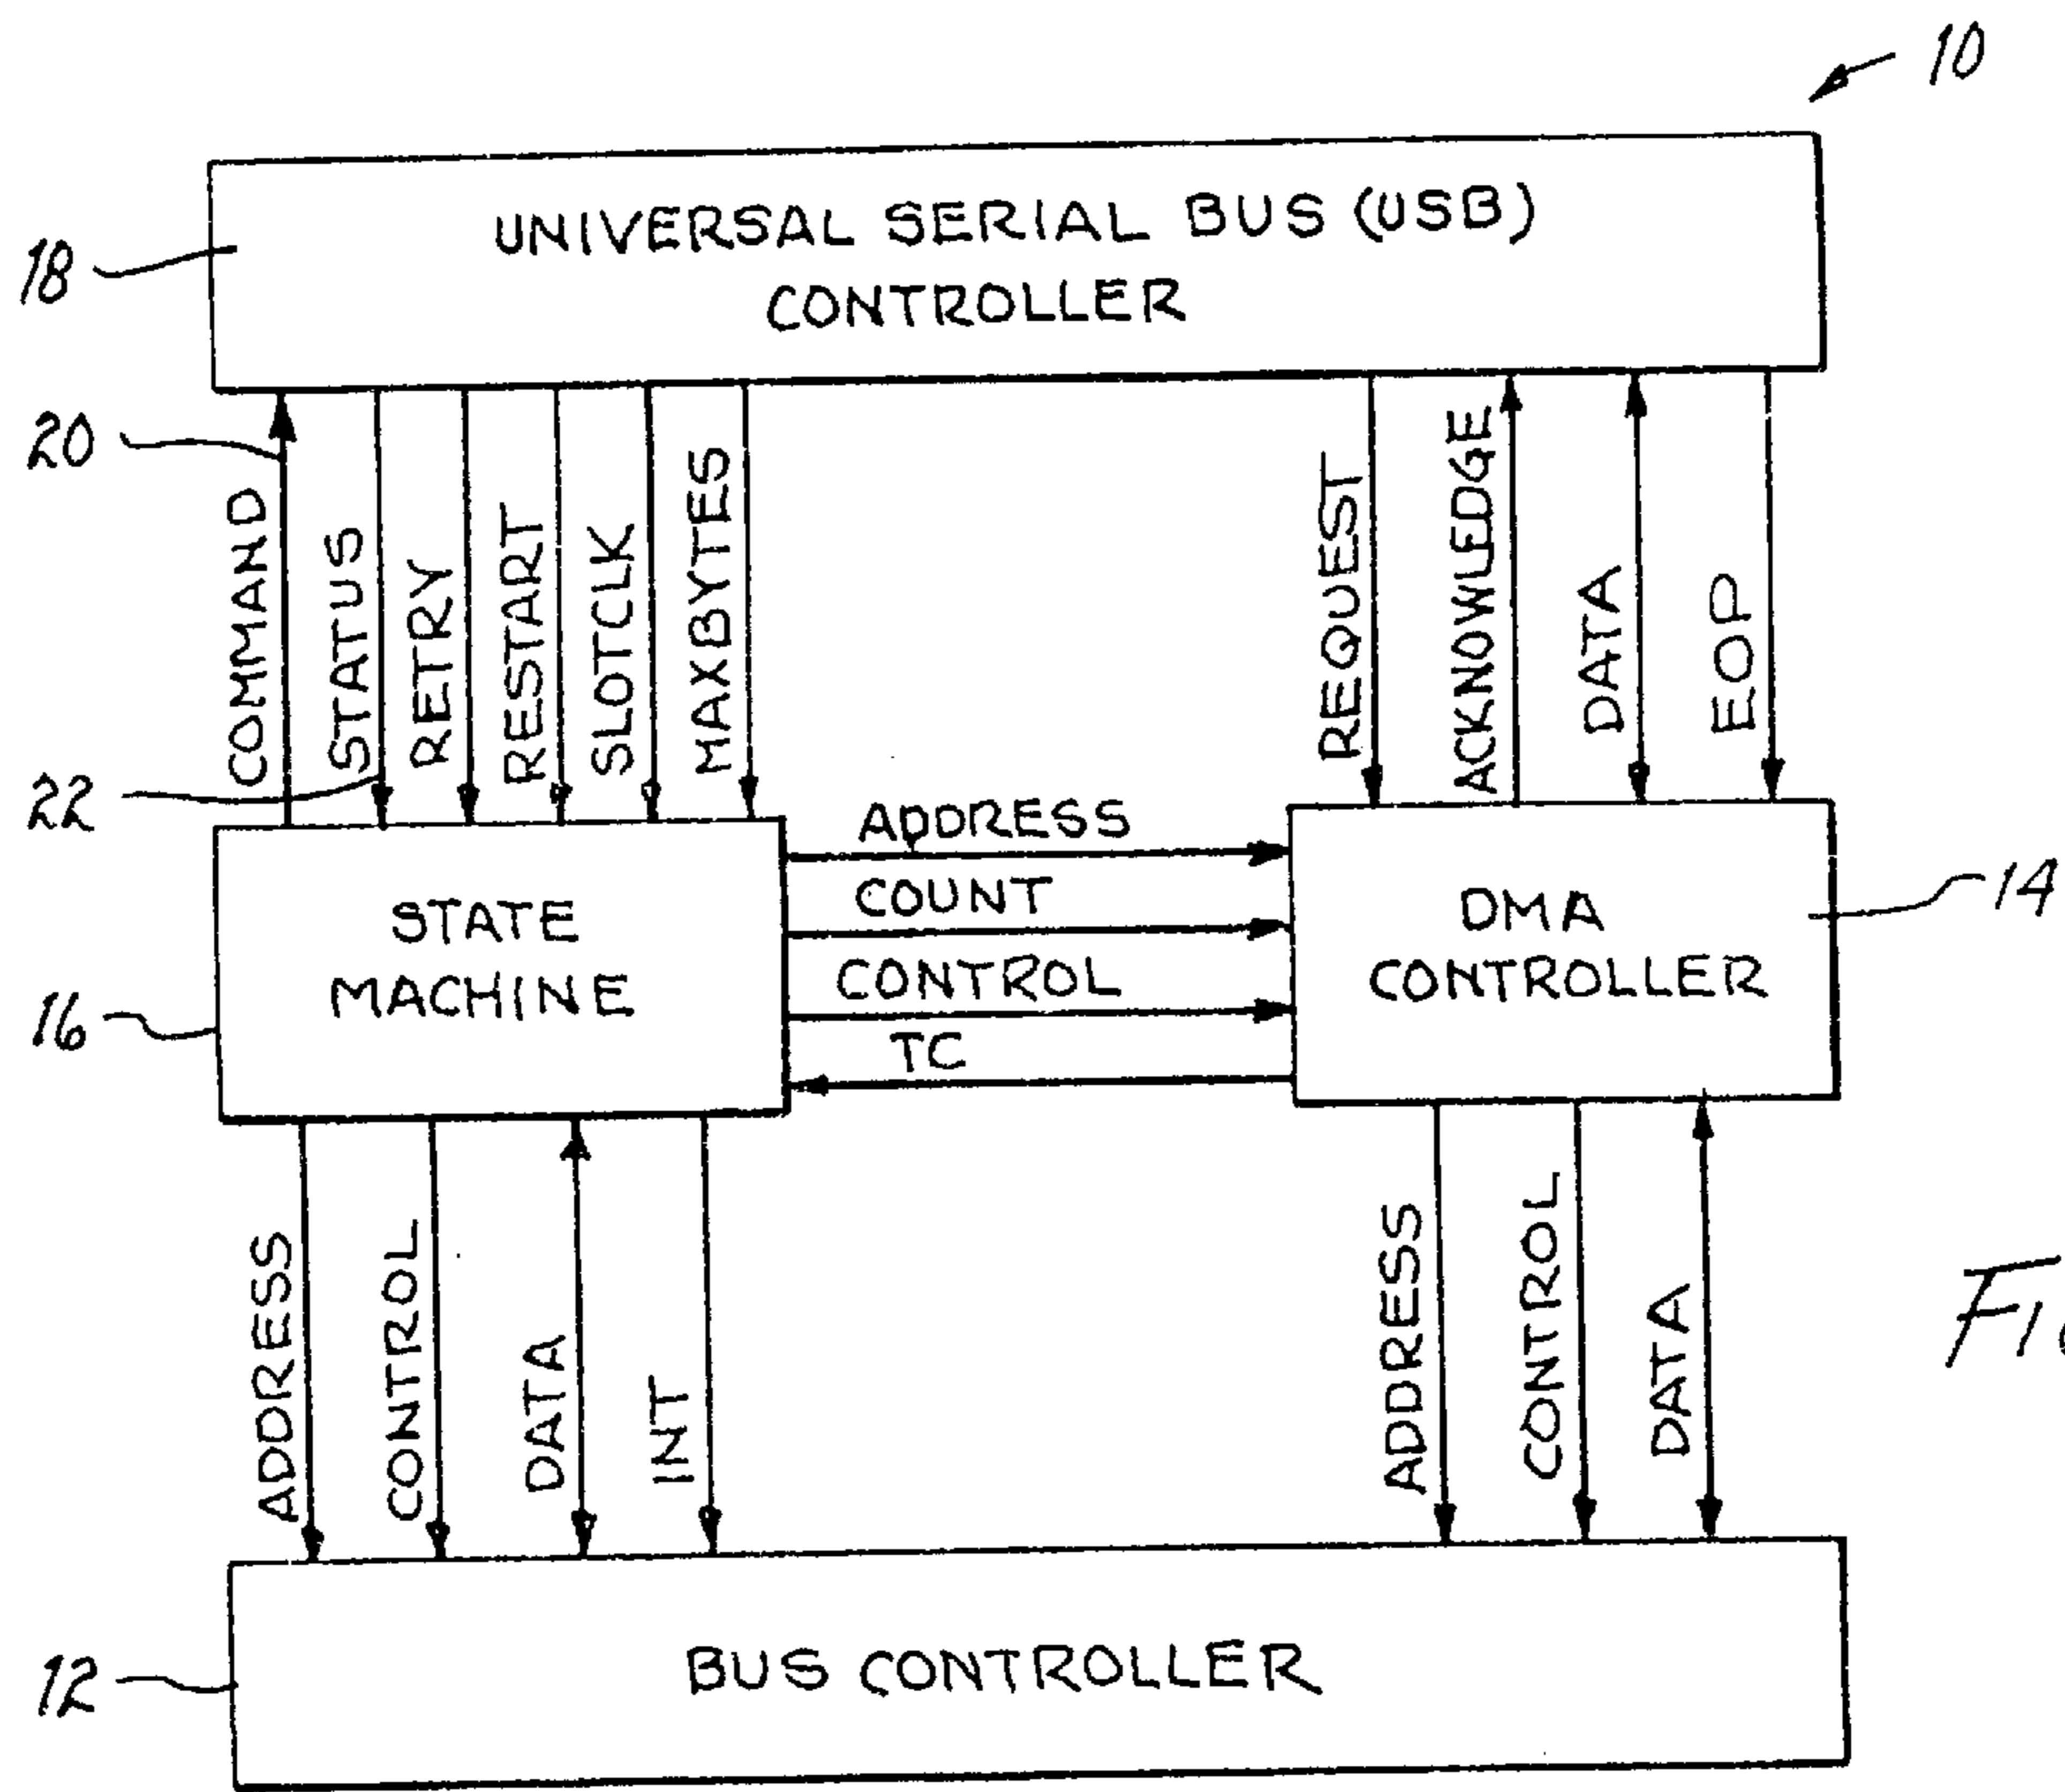 10
UNIVERSAL SERIAL BUS (USB)
CONTROLLER
18
20
COMMAND
STATUS
RETRY
RESTART
SLOTCLK
MAXBYTES
REQUEST
ACKNOWLEDGE
DATA
EOP
22
ADDRESS
COUNT
CONTROL
TC
STATE
MACHINE
16
DMA
CONTROLLER
14
ADDRESS
CONTROL
DATA
INT
ADDRESS
CONTROL
DATA
12
BUS CONTROLLER